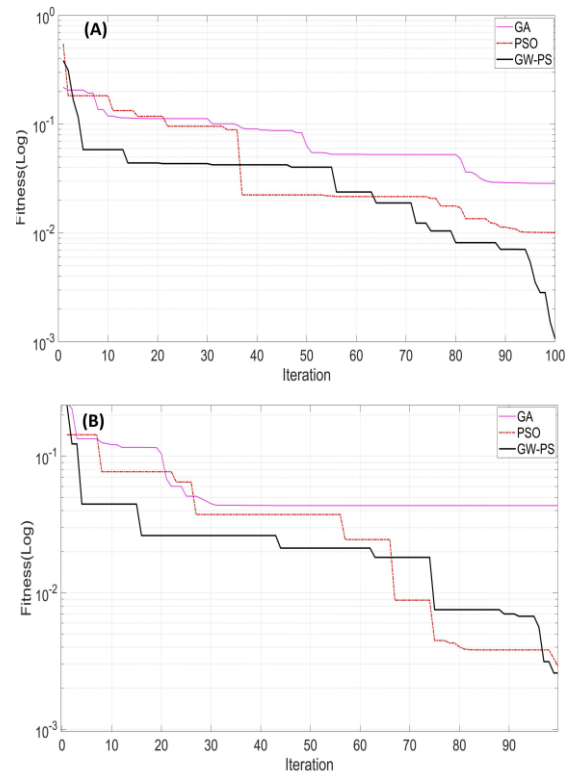 (A)
GA
PSO
GW-PS
Fitness(Log)
10^0
10^-1
10^-2
10^-3
0 10 20 30 40 50 60 70 80 90 100
Iteration
(B)
GA
PSO
GW-PS
Fitness(Log)
10^-1
10^-2
10^-3
0 10 20 30 40 50 60 70 80 90
Iteration